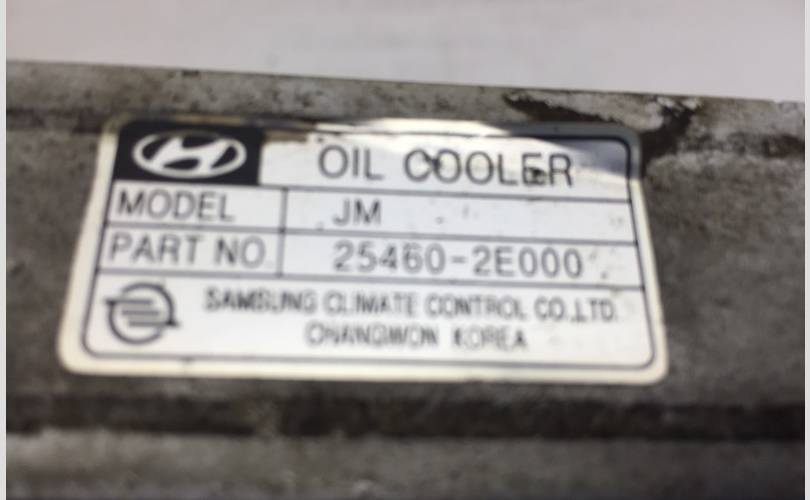 OIL COOLER
MODEL JM
PART NO. 25460-2E000
SAMSUNG CLIMATE CONTROL CO.,LTD.
CHANGWON KOREA